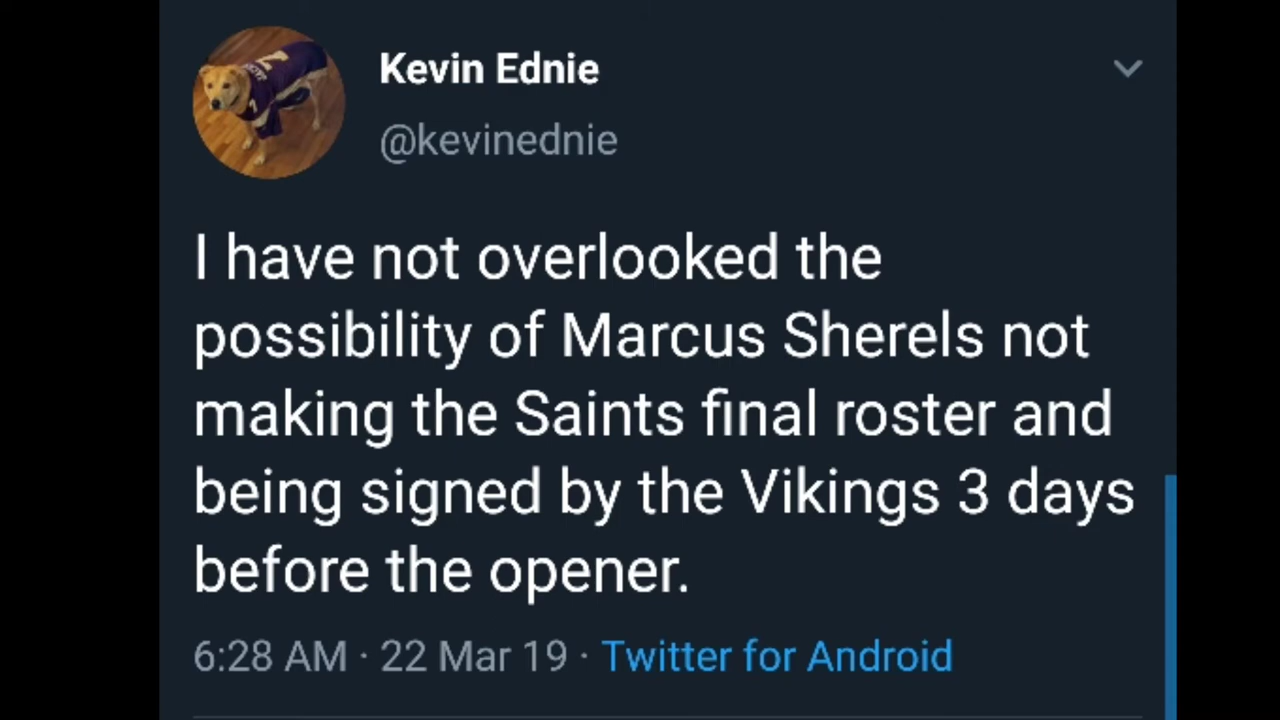 Kevin Ednie
@kevinednie
I have not overlooked the
possibility of Marcus Sherels not
making the Saints final roster and
being signed by the Vikings 3 days
before the opener.
6:28 AM · 22 Mar 19 · Twitter for Android